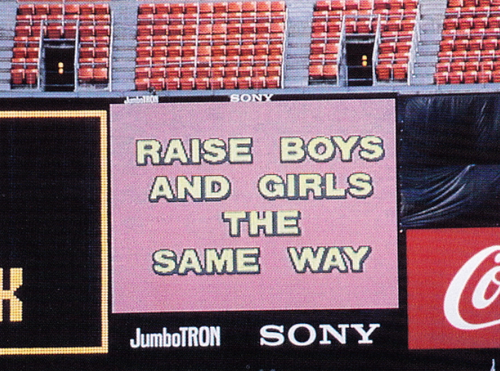 JumboTRON SONY
RAISE BOYS
AND GIRLS
THE
SAME WAY
JumboTRON SONY